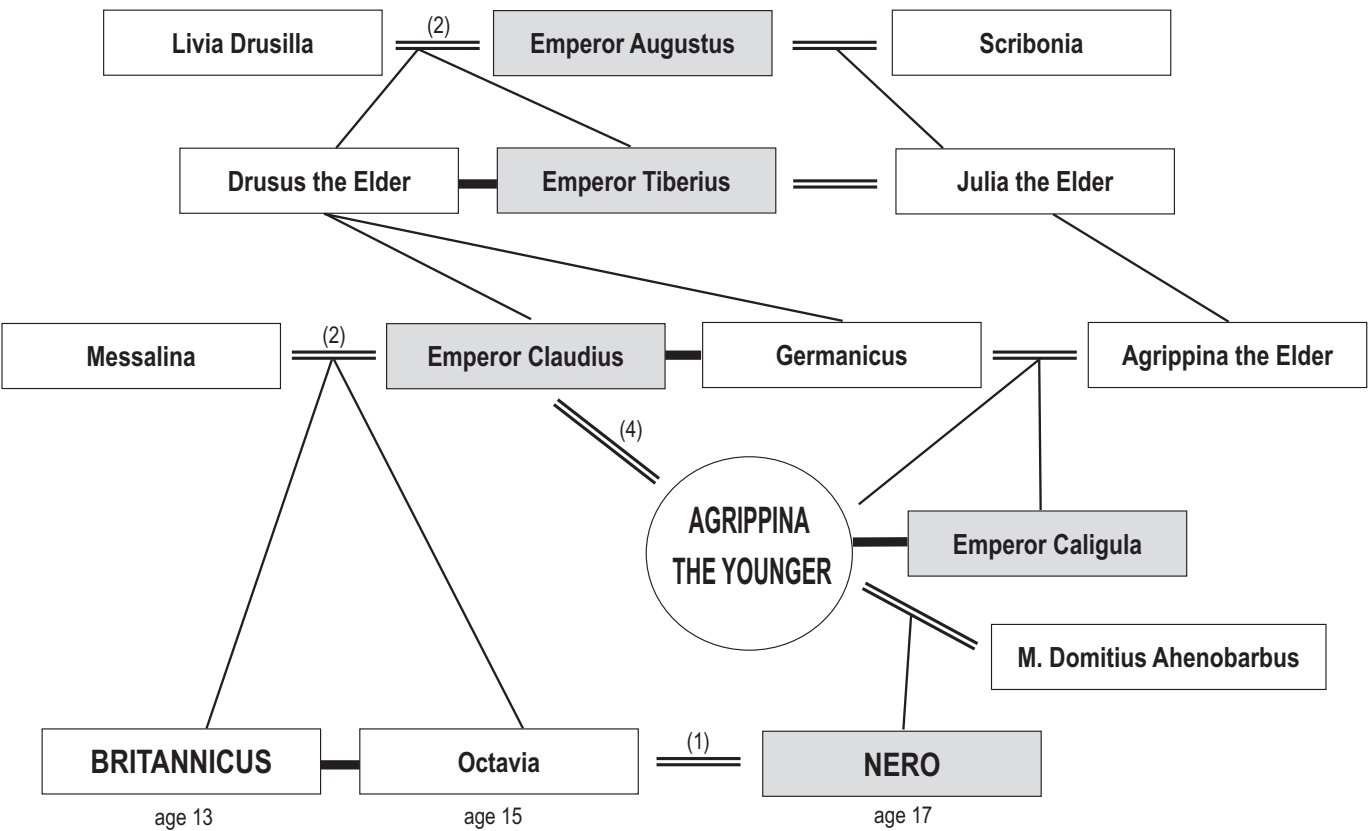 Livia Drusilla
(2)
Emperor Augustus
Scribonia
Drusus the Elder
Emperor Tiberius
Julia the Elder
Messalina
(2)
Emperor Claudius
Germanicus
Agrippina the Elder
(4)
AGRIPPINA
THE YOUNGER
Emperor Caligula
M. Domitius Ahenobarbus
BRITANNICUS
Octavia
(1)
NERO
age 13
age 15
age 17